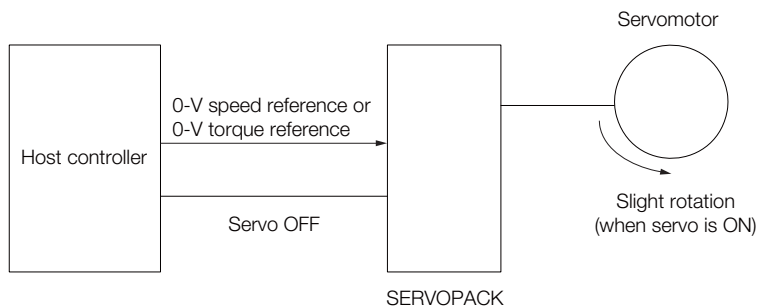 Servomotor
0-V speed reference or
0-V torque reference
Host controller
Servo OFF
Slight rotation
(when servo is ON)
SERVOPACK